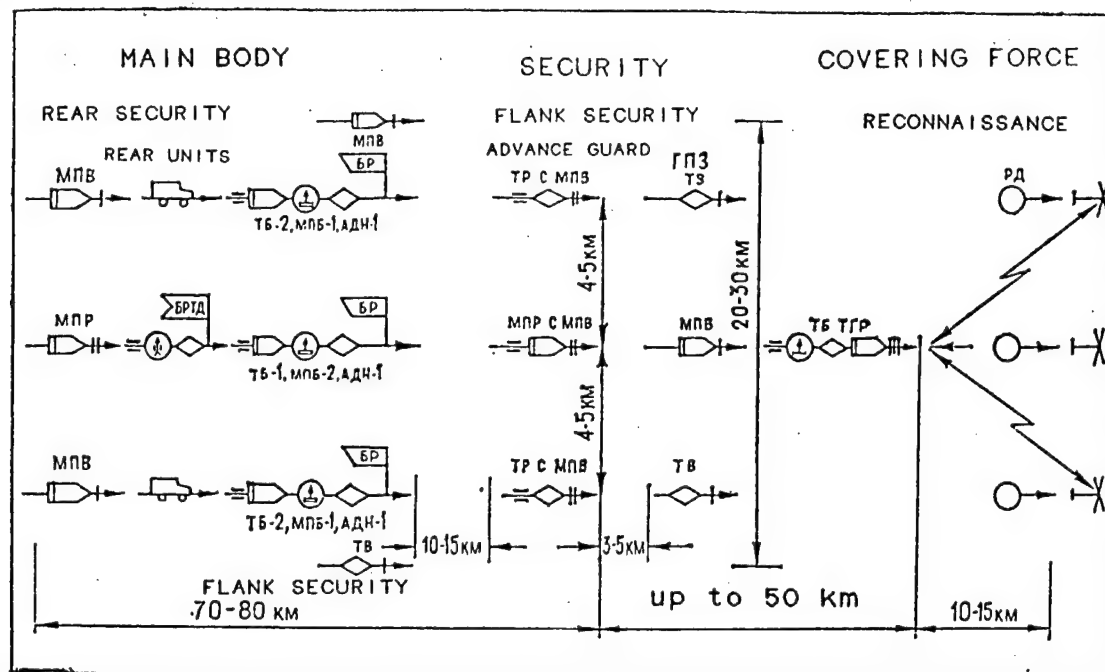 MAIN BODY
SECURITY
COVERING FORCE
REAR SECURITY
МПВ
FLANK SECURITY
RECONNAISSANCE
REAR UNITS
БР
ADVANCE GUARD
ГПЗ
МПВ
ТР С МПВ
ТЗ
РД
ТБ-2, МПБ-1, АДН-1
4-5КМ
20-30КМ
БРТД
БР
МПР
МПР С МПВ
МПВ
ТБ ТГР
ТБ-1, МПБ-2, АДН-1
4-5КМ
БР
МПВ
ТР С МПВ
ТВ
ТБ-2, МПБ-1, АДН-1
ТВ
10-15КМ
3-5КМ
FLANK SECURITY
70-80 КМ
up to 50 km
10-15КМ